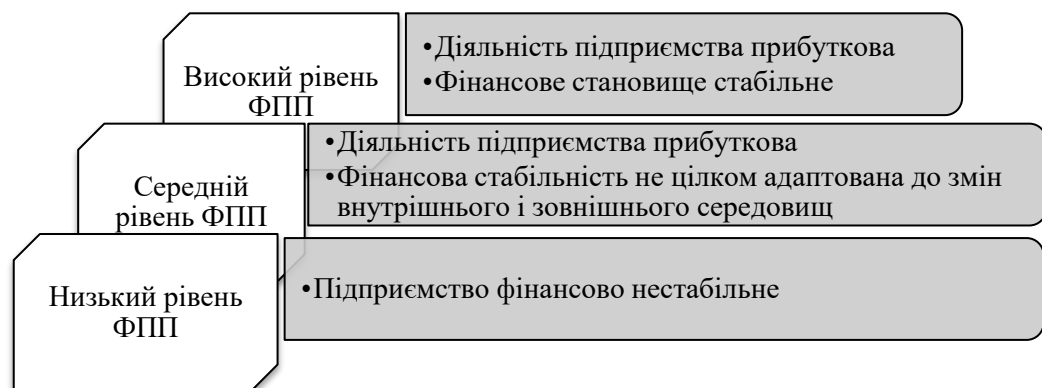 Високий рівень
ФПП
•Діяльність підприємства прибуткова
•Фінансове становище стабільне
Середній
рівень ФПП
•Діяльність підприємства прибуткова
•Фінансова стабільність не цілком адаптована до змін
внутрішнього і зовнішнього середовищ
Низький рівень
ФПП
•Підприємство фінансово нестабільне